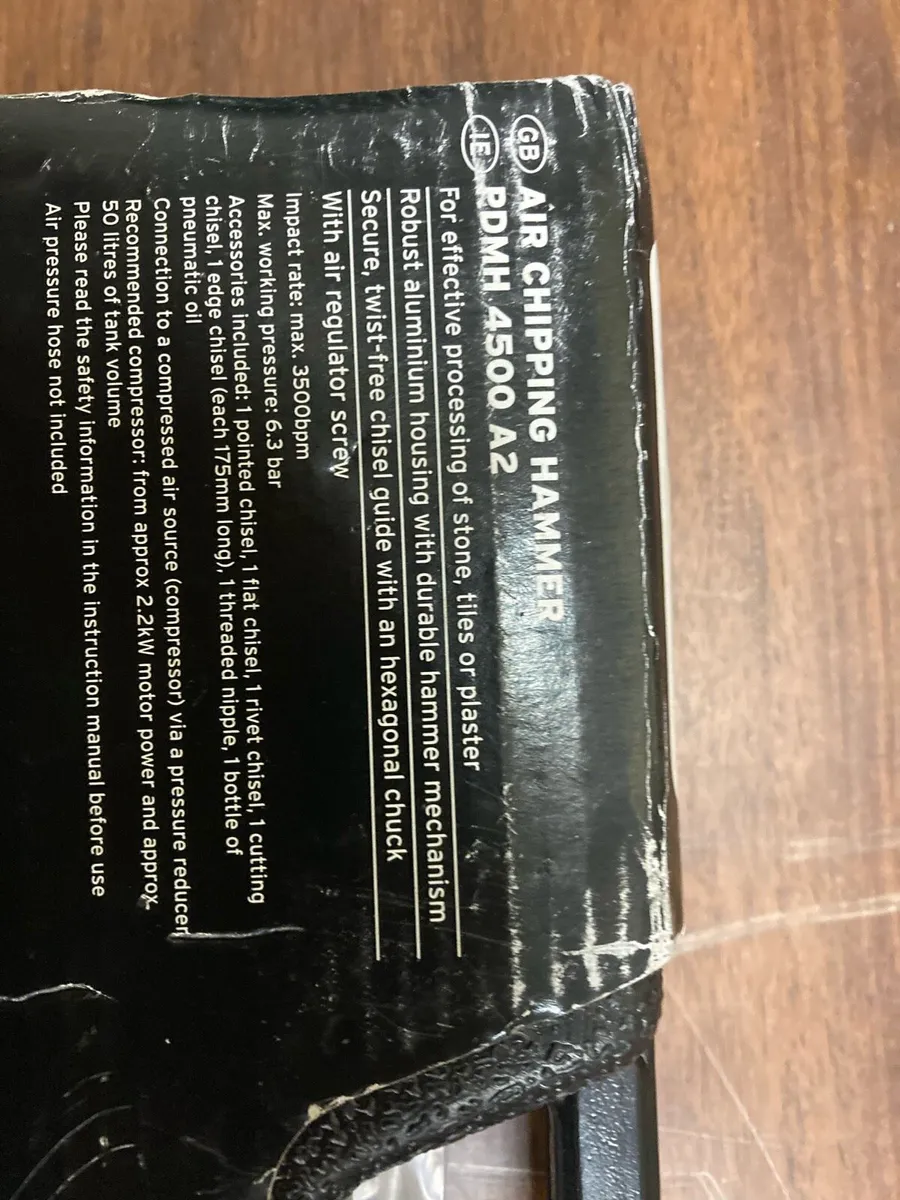 GB AIR CHIPPING HAMMER
IE PDMH 4500 A2
For effective processing of stone, tiles or plaster
Robust aluminium housing with durable hammer mechanism
Secure, twist-free chisel guide with an hexagonal chuck
With air regulator screw
Impact rate: max. 3500bpm
Max. working pressure: 6.3 bar
Accessories included: 1 pointed chisel, 1 flat chisel, 1 rivet chisel, 1 cutting
chisel, 1 edge chisel (each 175mm long), 1 threaded nipple, 1 bottle of
pneumatic oil
Connection to a compressed air source (compressor) via a pressure reducer
Recommended compressor: from approx 2.2kW motor power and approx.
50 litres of tank volume
Please read the safety information in the instruction manual before use
Air pressure hose not included